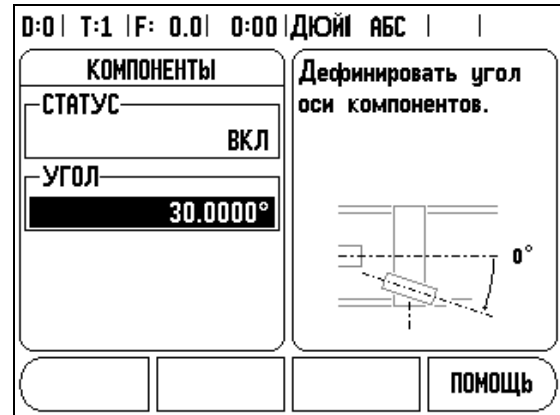 D:0 | T:1 | F: 0.0 | 0:00 | ДЮЙ АБС | |
КОМПОНЕНТЫ
СТАТУС
ВКЛ
УГОЛ
30.0000°
Дефинировать угол
оси компонентов.
0°
ПОМОЩЬ